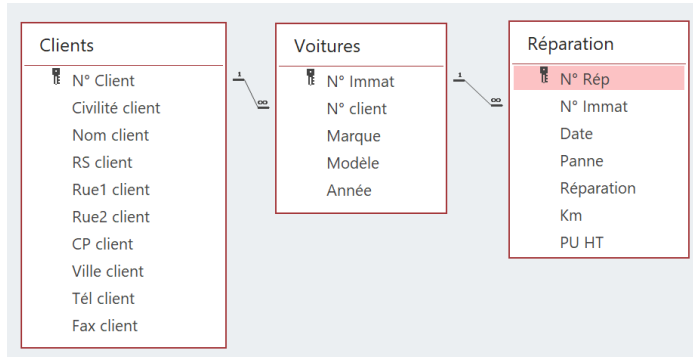 Clients
N° Client
Civilité client
Nom client
RS client
Rue1 client
Rue2 client
CP client
Ville client
Tél client
Fax client
1
∞
Voitures
N° Immat
N° client
Marque
Modèle
Année
1
∞
Réparation
N° Rép
N° Immat
Date
Panne
Réparation
Km
PU HT